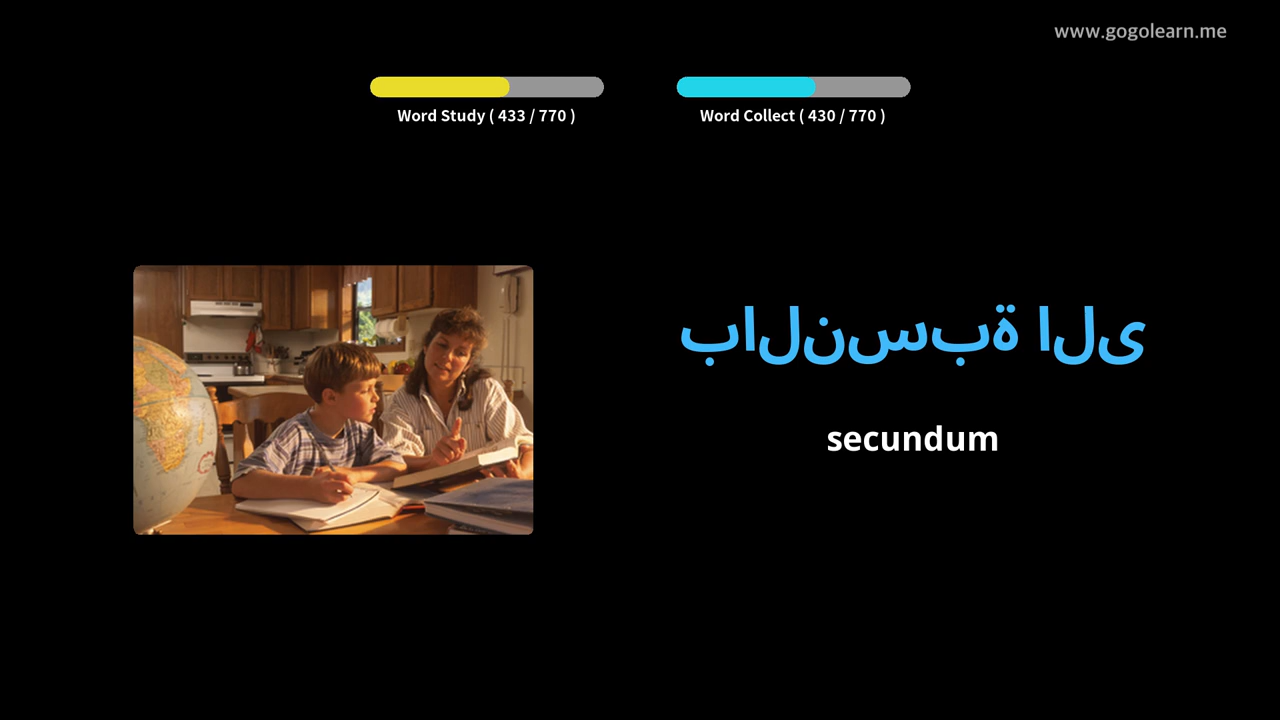 www.gogolearn.me
Word Study ( 433 / 770 )
Word Collect ( 430 / 770 )
بالنسبة الى
secundum